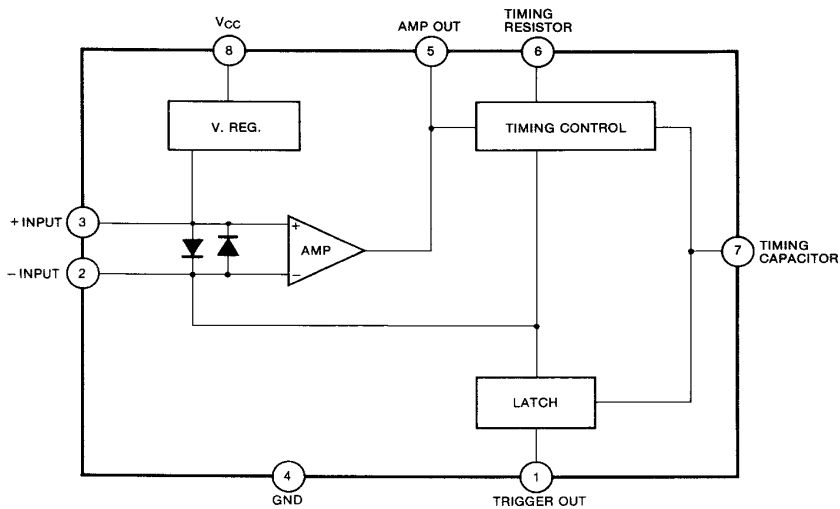 VCC
8
AMP OUT
5
TIMING
RESISTOR
6
V. REG.
TIMING CONTROL
+ INPUT
3
+
AMP
−
− INPUT
2
7
TIMING
CAPACITOR
LATCH
4
GND
1
TRIGGER OUT